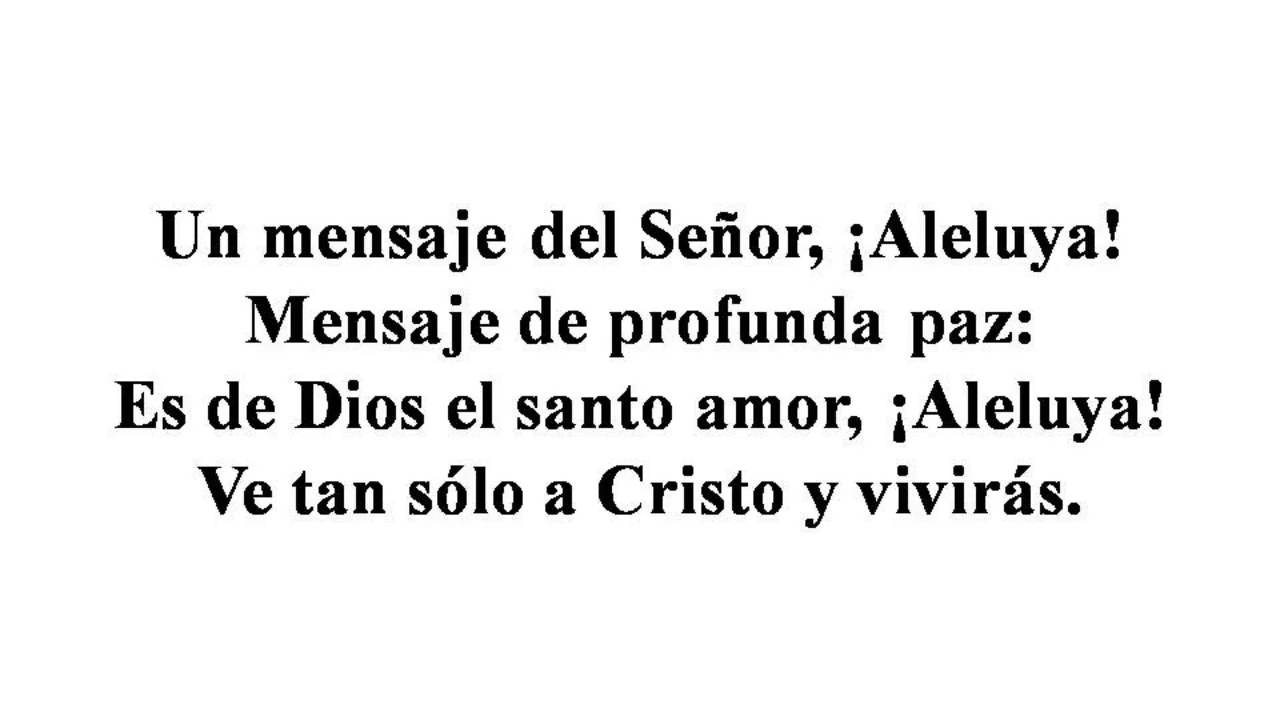 Un mensaje del Señor, ¡Aleluya!
Mensaje de profunda paz:
Es de Dios el santo amor, ¡Aleluya!
Ve tan sólo a Cristo y vivirás.